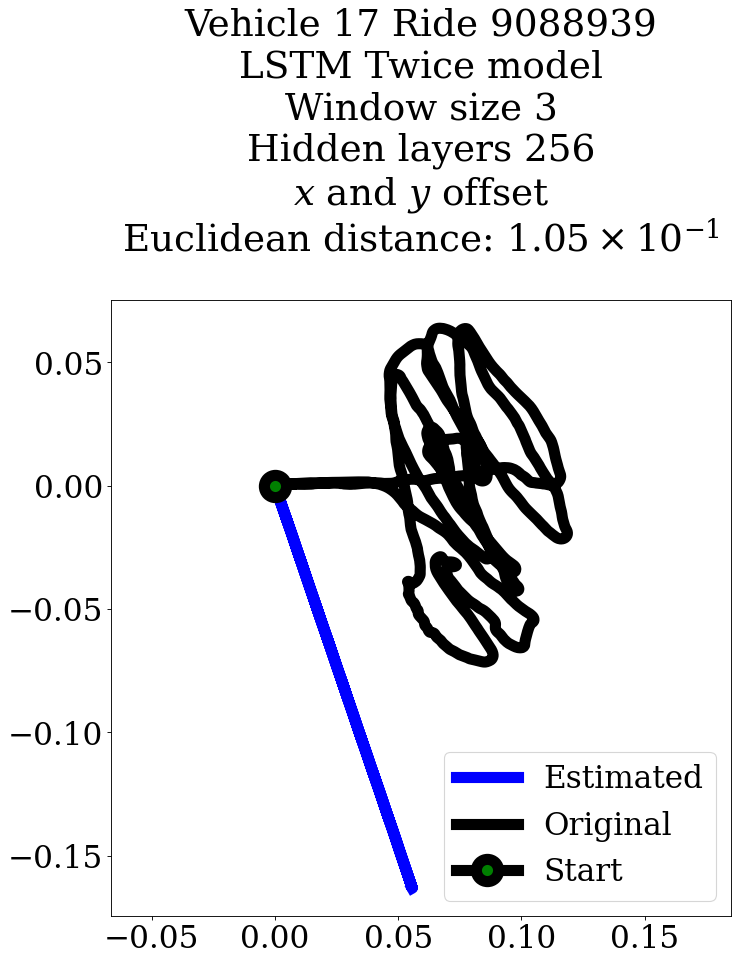 Vehicle 17 Ride 9088939
LSTM Twice model
Window size 3
Hidden layers 256
x and y offset
Euclidean distance: 1.05 × 10⁻¹
0.05
0.00
−0.05
−0.10
−0.15
Estimated
Original
Start
−0.05 0.00 0.05 0.10 0.15